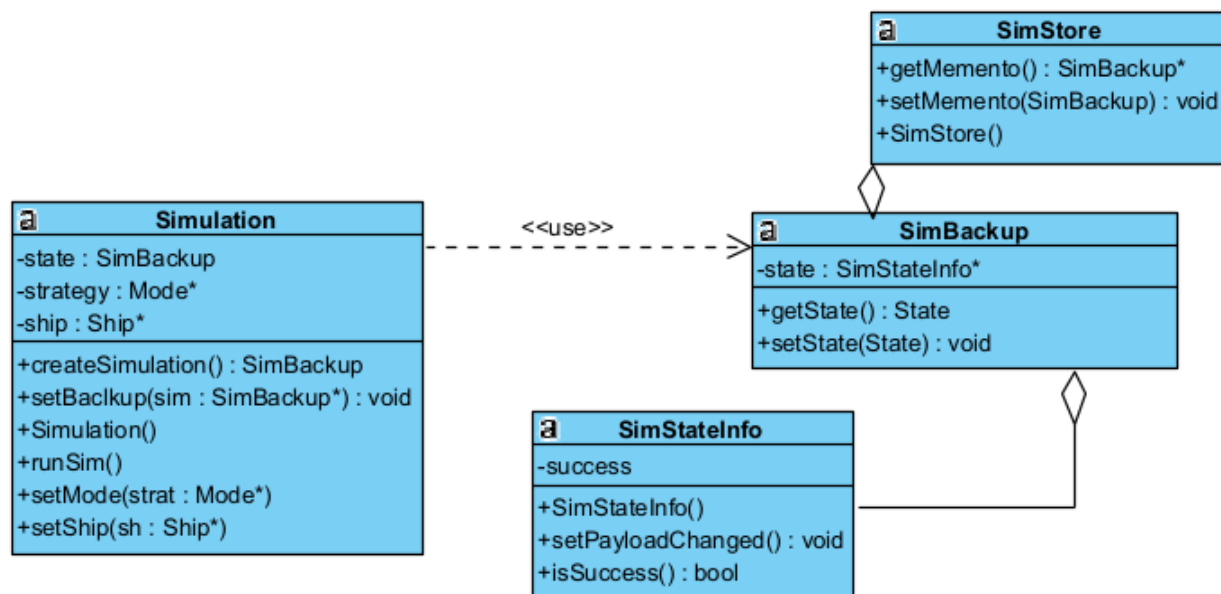 a SimStore
+getMemento() : SimBackup*
+setMemento(SimBackup) : void
+SimStore()
a Simulation
-state : SimBackup
-strategy : Mode*
-ship : Ship*
+createSimulation() : SimBackup
+setBaclkup(sim : SimBackup*) : void
+Simulation()
+runSim()
+setMode(strat : Mode*)
+setShip(sh : Ship*)
<<use>>
a SimBackup
-state : SimStateInfo*
+getState() : State
+setState(State) : void
a SimStateInfo
-success
+SimStateInfo()
+setPayloadChanged() : void
+isSuccess() : bool